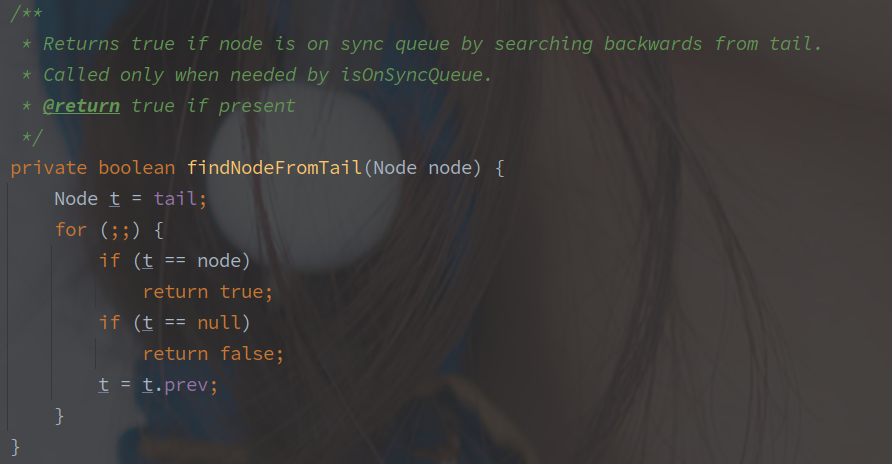 /**
 * Returns true if node is on sync queue by searching backwards from tail.
 * Called only when needed by isOnSyncQueue.
 * @return true if present
 */
private boolean findNodeFromTail(Node node) {
    Node t = tail;
    for (;;) {
        if (t == node)
            return true;
        if (t == null)
            return false;
        t = t.prev;
    }
}